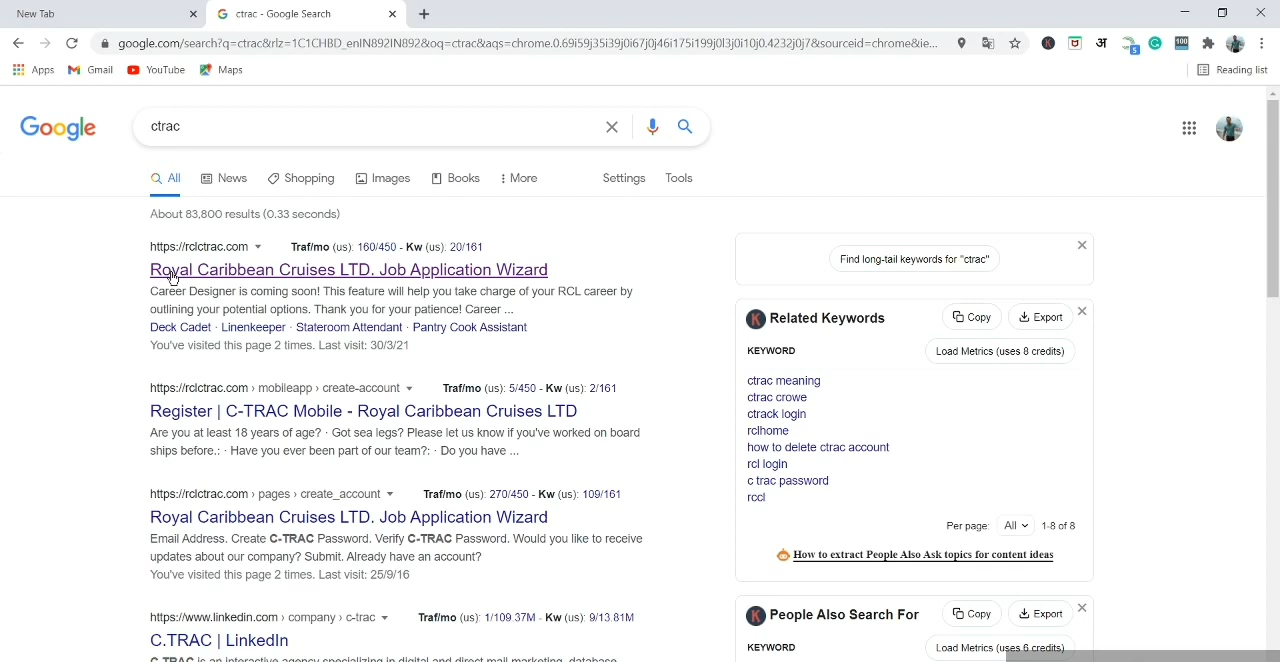 New Tab
ctrac - Google Search
google.com/search?q=ctrac&rlz=1C1CHBD_enIN892IN892&oq=ctrac&aqs=chrome.0.69i59j35i39j0i67j0j46i175i199j0l3j0i10j0.4232j0j7&sourceid=chrome&ie...
Apps Gmail YouTube Maps Reading list
Google
ctrac
All News Shopping Images Books More Settings Tools
About 83,800 results (0.33 seconds)
https://rclctrac.com Traf/mo (us): 160/450 - Kw (us): 20/161
Royal Caribbean Cruises LTD. Job Application Wizard
Career Designer is coming soon! This feature will help you take charge of your RCL career by
outlining your potential options. Thank you for your patience! Career ...
Deck Cadet · Linenkeeper · Stateroom Attendant · Pantry Cook Assistant
You've visited this page 2 times. Last visit: 30/3/21
https://rclctrac.com › mobileapp › create-account Traf/mo (us): 5/450 - Kw (us): 2/161
Register | C-TRAC Mobile - Royal Caribbean Cruises LTD
Are you at least 18 years of age? · Got sea legs? Please let us know if you've worked on board
ships before.: · Have you ever been part of our team?: · Do you have ...
https://rclctrac.com › pages › create_account Traf/mo (us): 270/450 - Kw (us): 109/161
Royal Caribbean Cruises LTD. Job Application Wizard
Email Address. Create C-TRAC Password. Verify C-TRAC Password. Would you like to receive
updates about our company? Submit. Already have an account?
You've visited this page 2 times. Last visit: 25/9/16
https://www.linkedin.com › company › c-trac Traf/mo (us): 1/109.37M - Kw (us): 9/13.81M
C.TRAC | LinkedIn
C.TRAC is an interactive agency specializing in digital and direct mail marketing, database
Find long-tail keywords for "ctrac"
Related Keywords Copy Export
KEYWORD Load Metrics (uses 8 credits)
ctrac meaning
ctrac crowe
ctrack login
rclhome
how to delete ctrac account
rcl login
c trac password
rccl
Per page: All 1-8 of 8
How to extract People Also Ask topics for content ideas
People Also Search For Copy Export
KEYWORD Load Metrics (uses 6 credits)